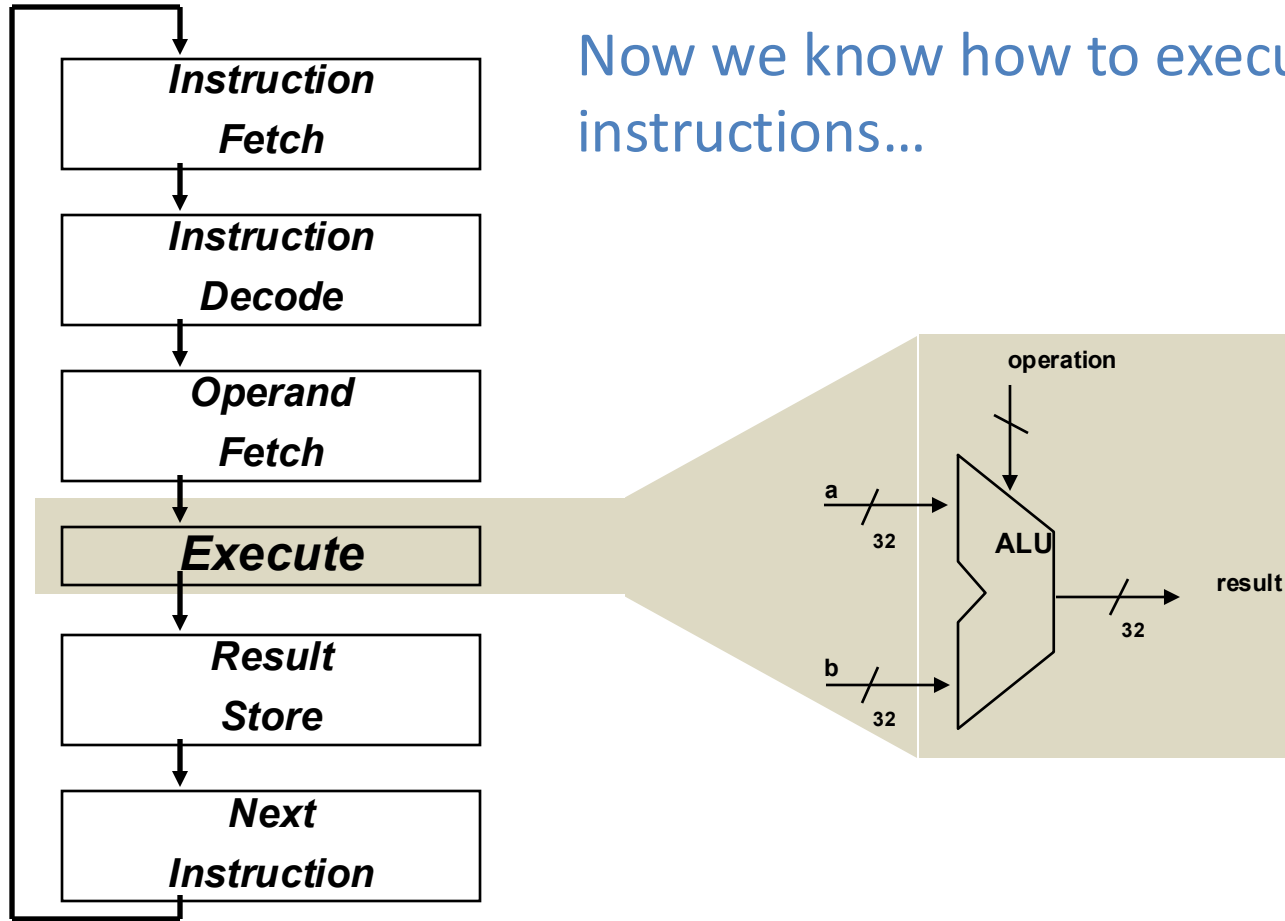 Now we know how to execu
instructions...
Instruction
Fetch
Instruction
Decode
Operand
Fetch
Execute
Result
Store
Next
Instruction
operation
a
32
ALU
result
32
b
32